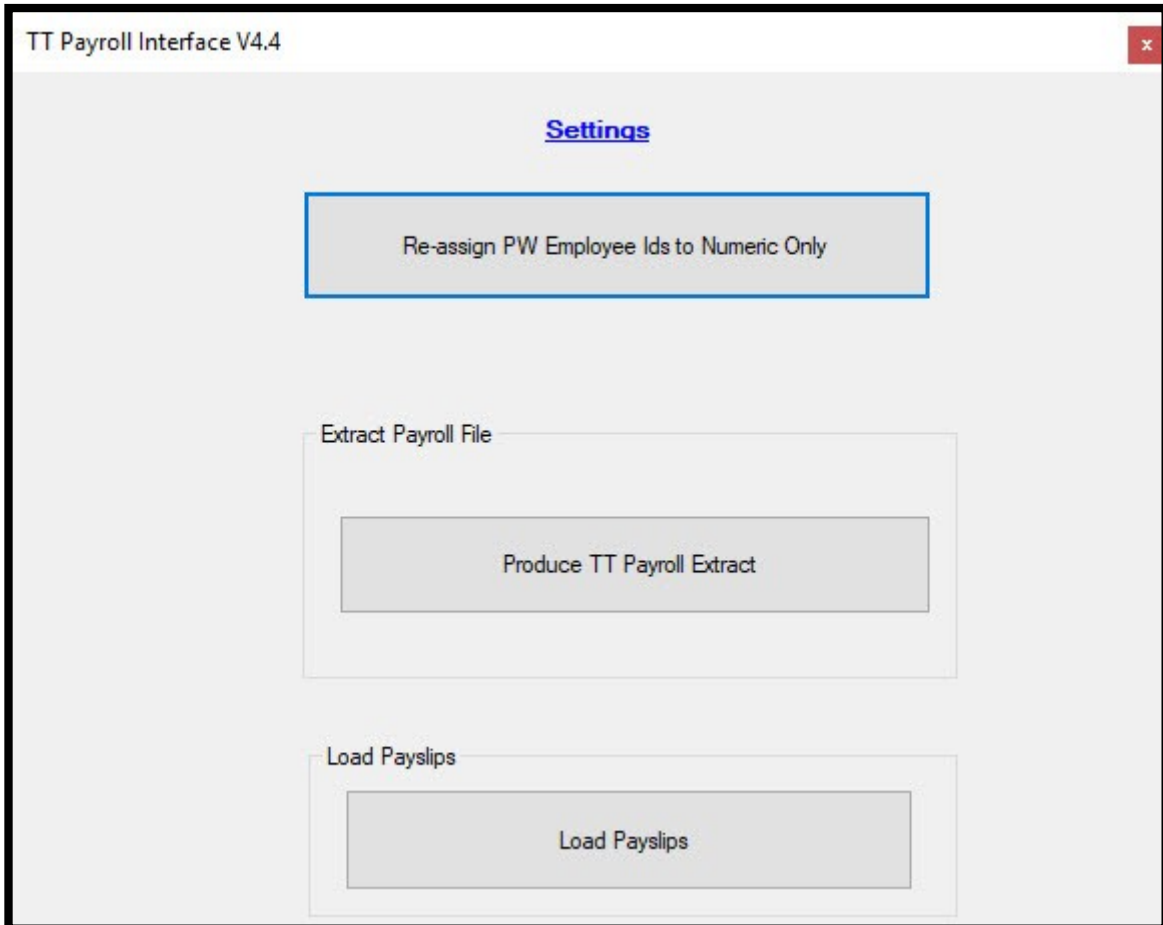 TT Payroll Interface V4.4
x
Settings
Re-assign PW Employee Ids to Numeric Only
Extract Payroll File
Produce TT Payroll Extract
Load Payslips
Load Payslips